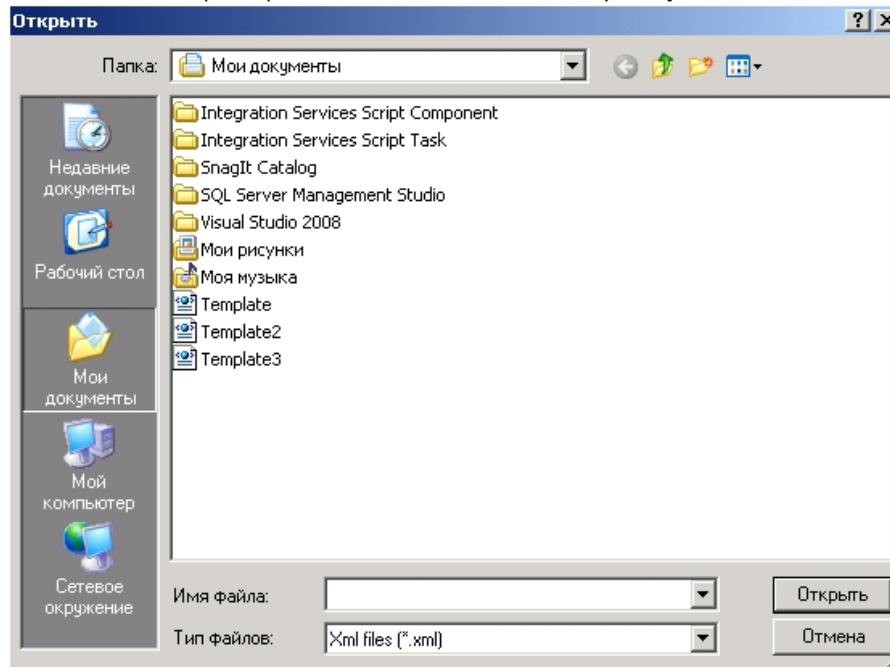 Открыть
Папка:
Мои документы
Недавние
документы
Рабочий стол
Мои
документы
Мой
компьютер
Сетевое
окружение
Integration Services Script Component
Integration Services Script Task
SnagIt Catalog
SQL Server Management Studio
Visual Studio 2008
Мои рисунки
Моя музыка
Template
Template2
Template3
Имя файла:
Открыть
Тип файлов:
Xml files (*.xml)
Отмена